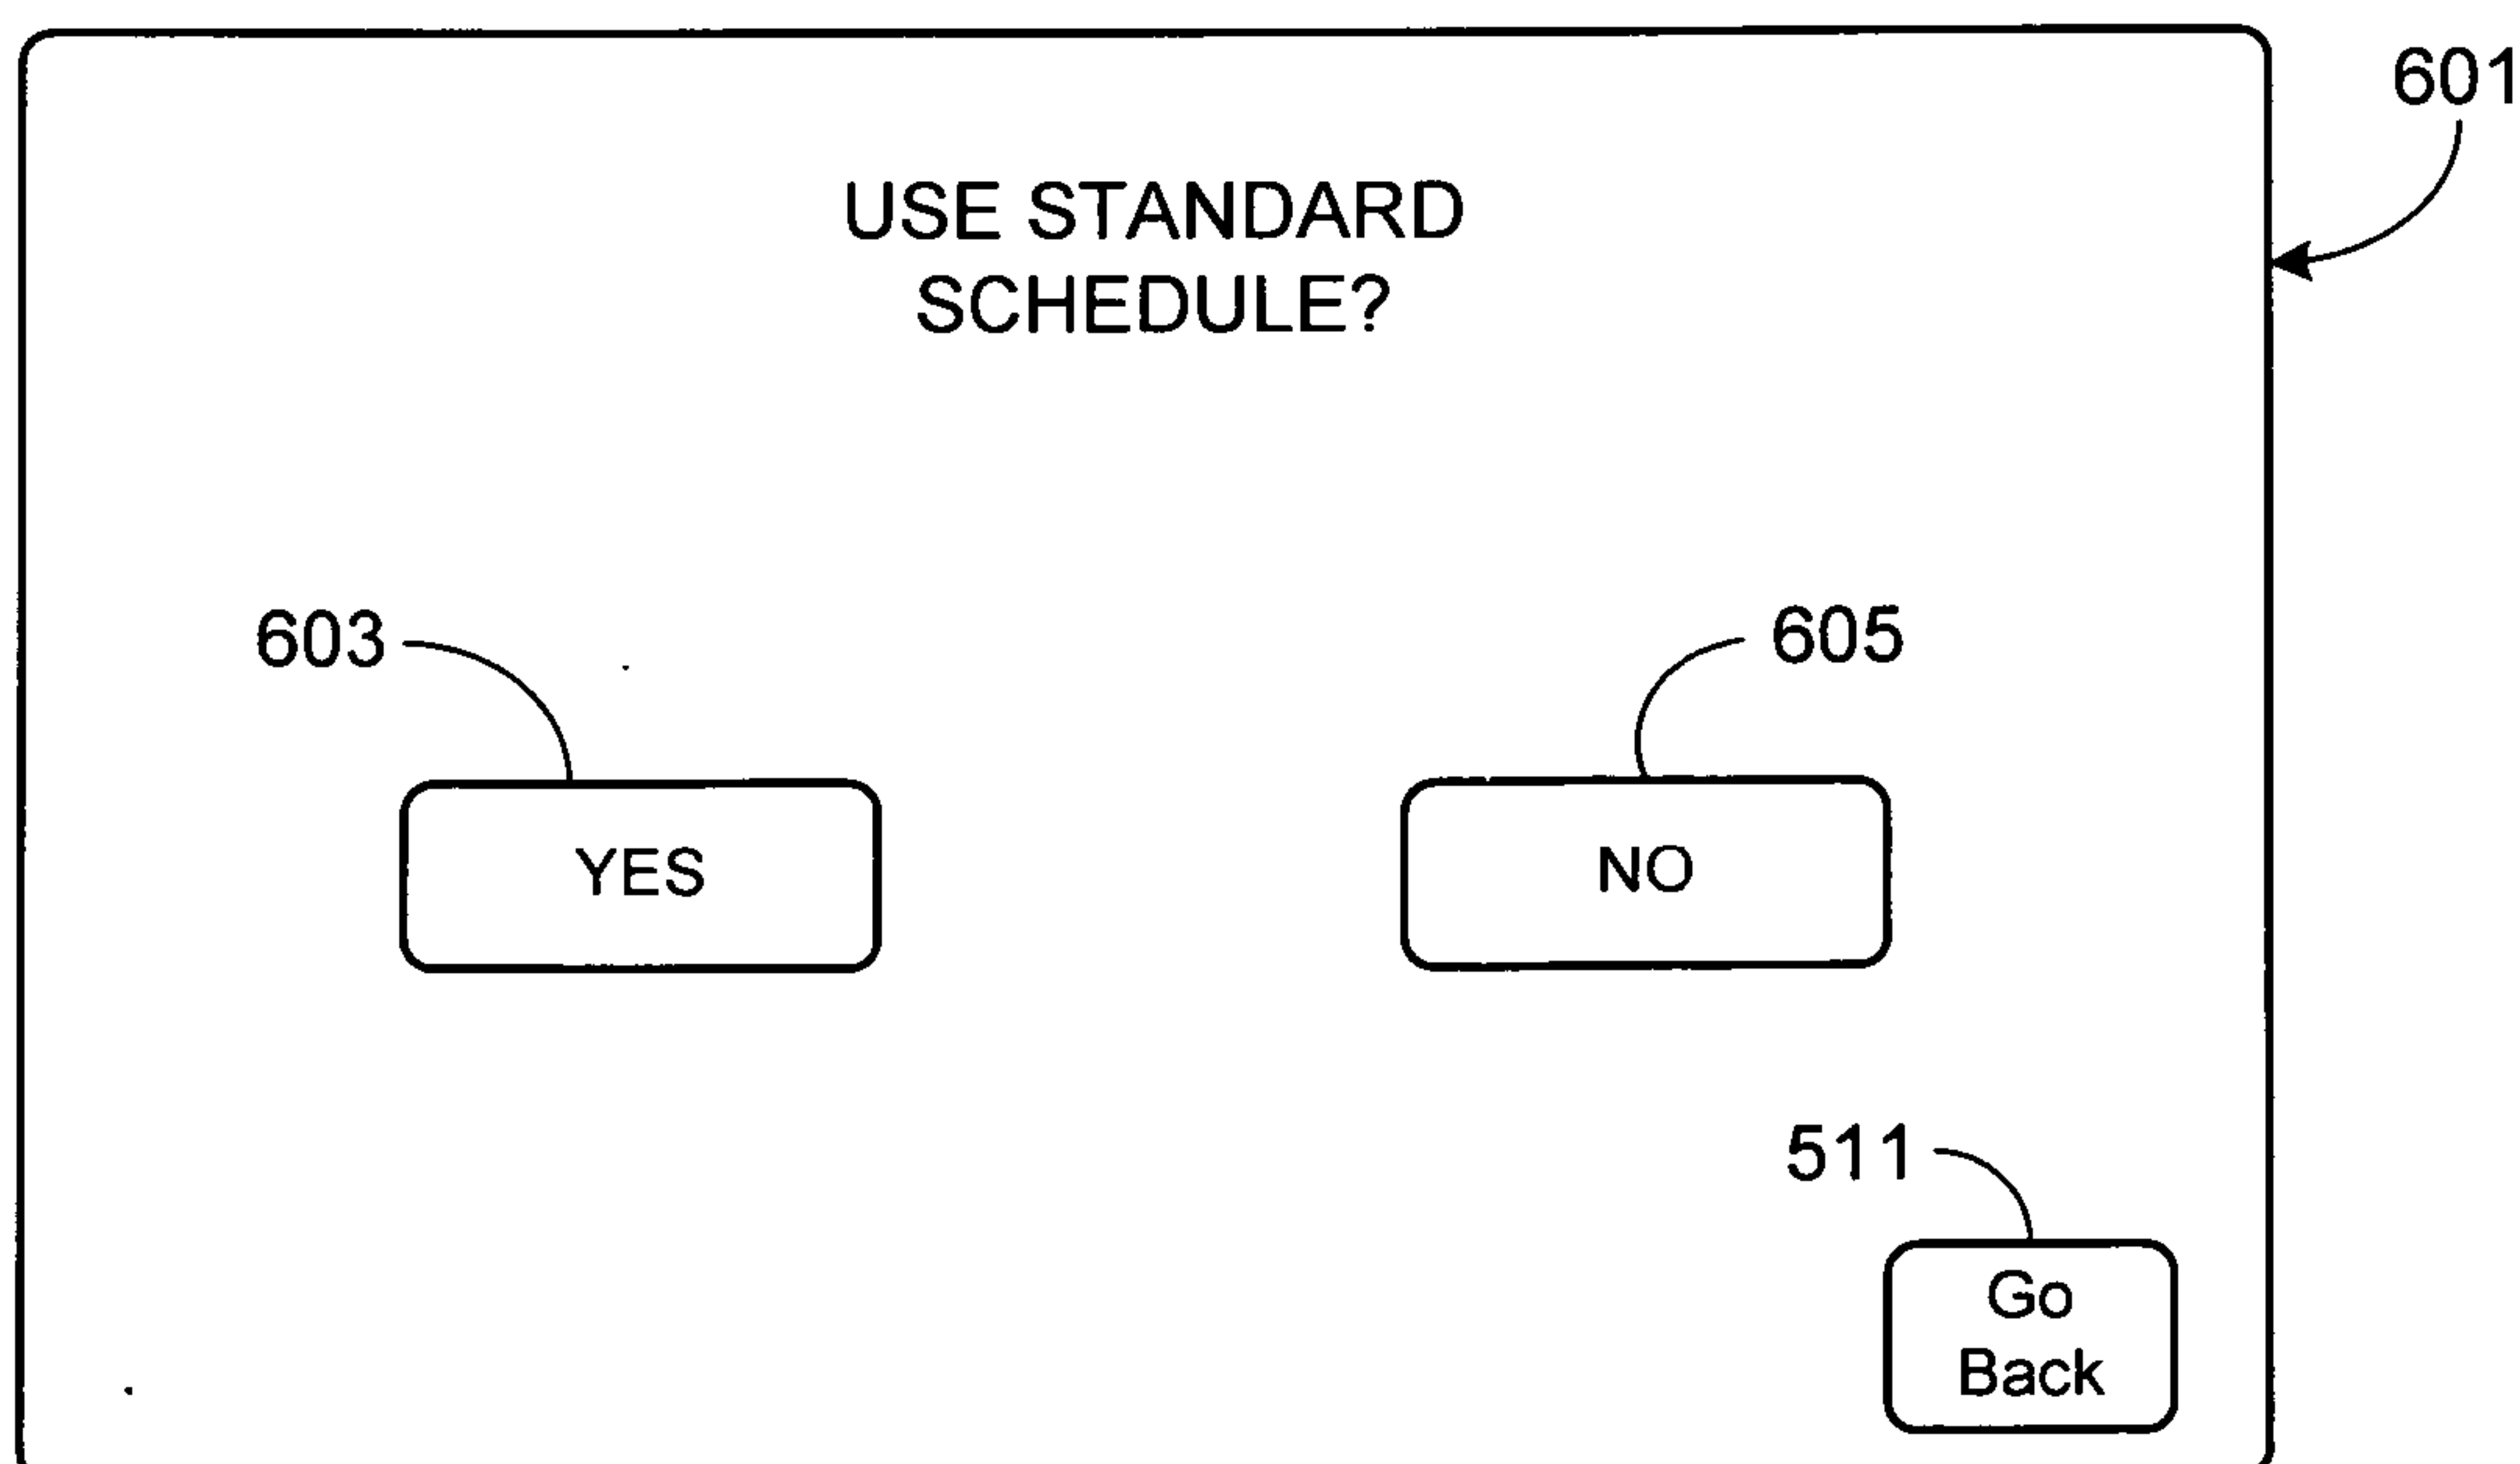 601
USE STANDARD
SCHEDULE?
603
605
YES
NO
511
Go
Back